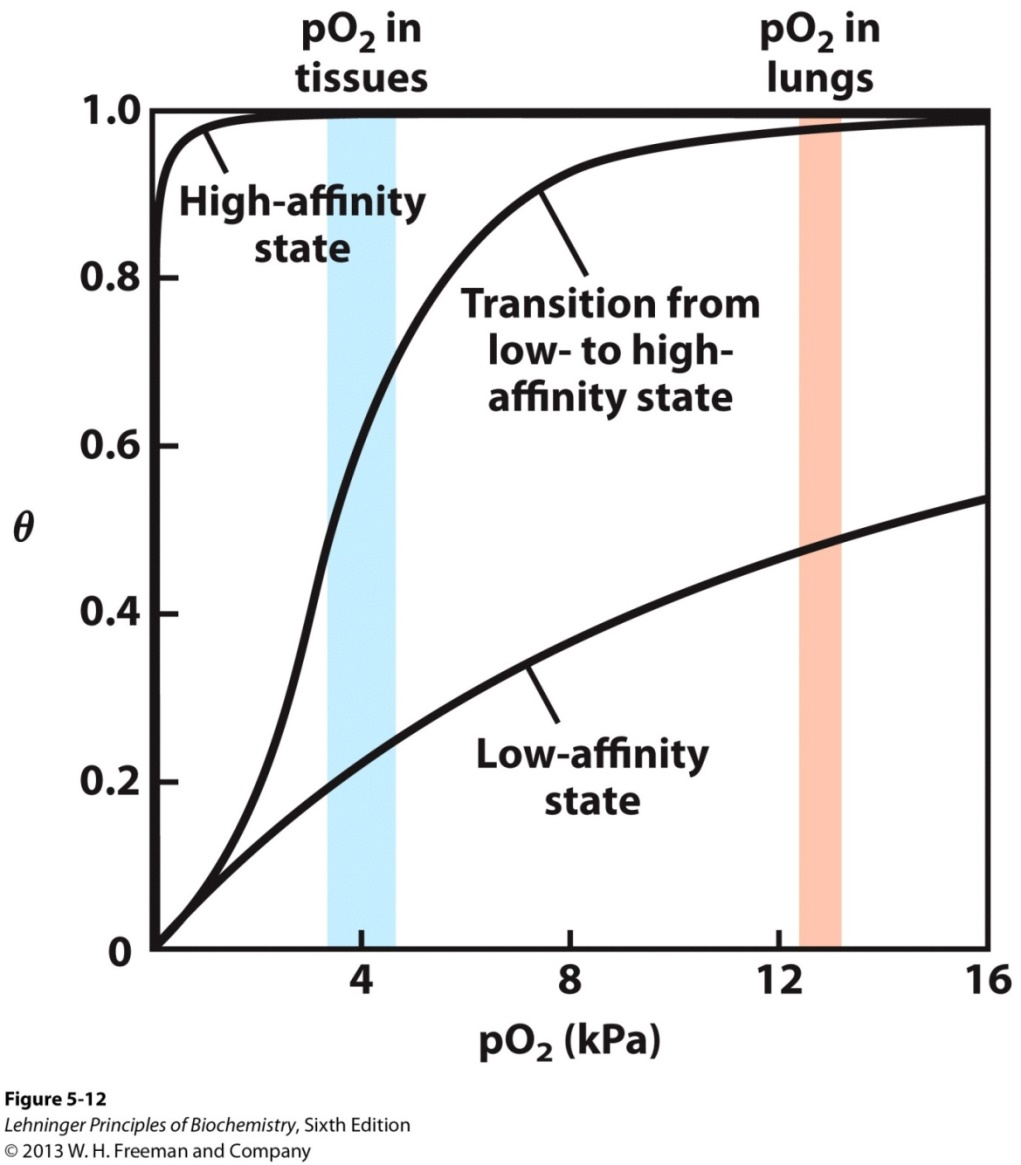 pO₂ in
tissues
pO₂ in
lungs
1.0
High-affinity
state
0.8
Transition from
low- to high-
affinity state
0.6
θ
0.4
Low-affinity
state
0.2
0
4
8
12
16
pO₂ (kPa)
Figure 5-12
Lehninger Principles of Biochemistry, Sixth Edition
© 2013 W. H. Freeman and Company